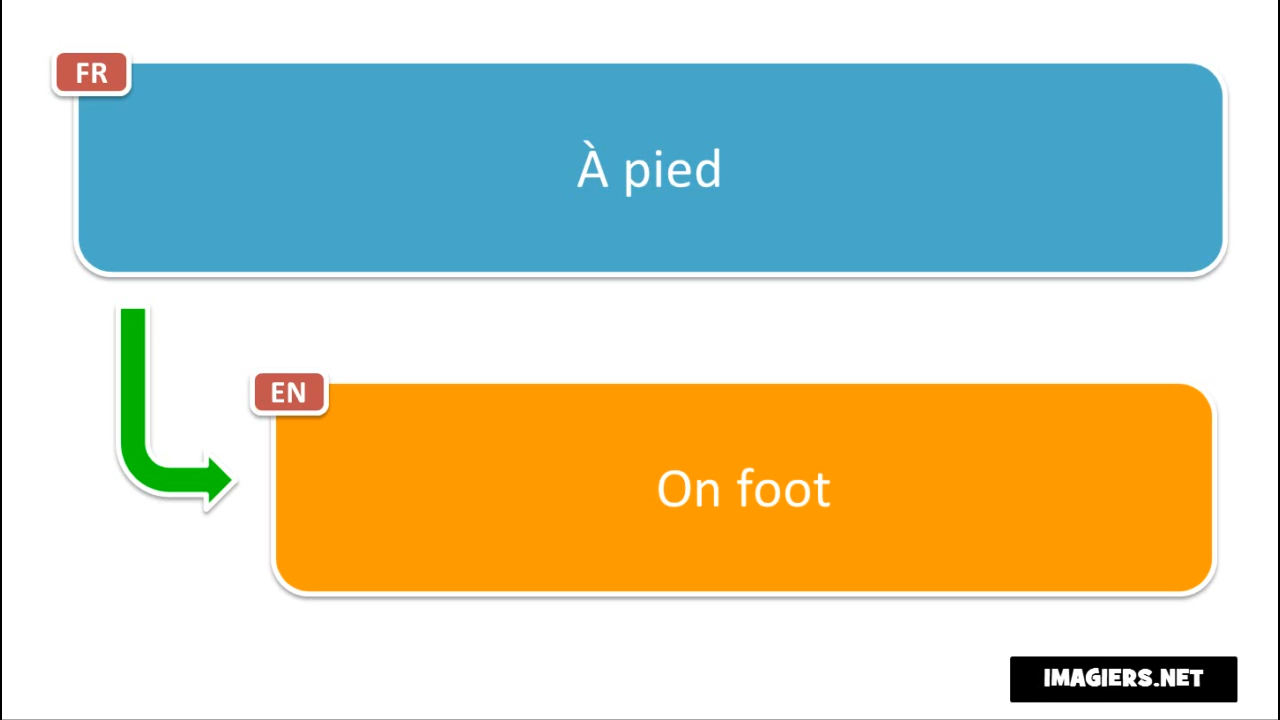 FR
À pied
EN
On foot
IMAGIERS.NET